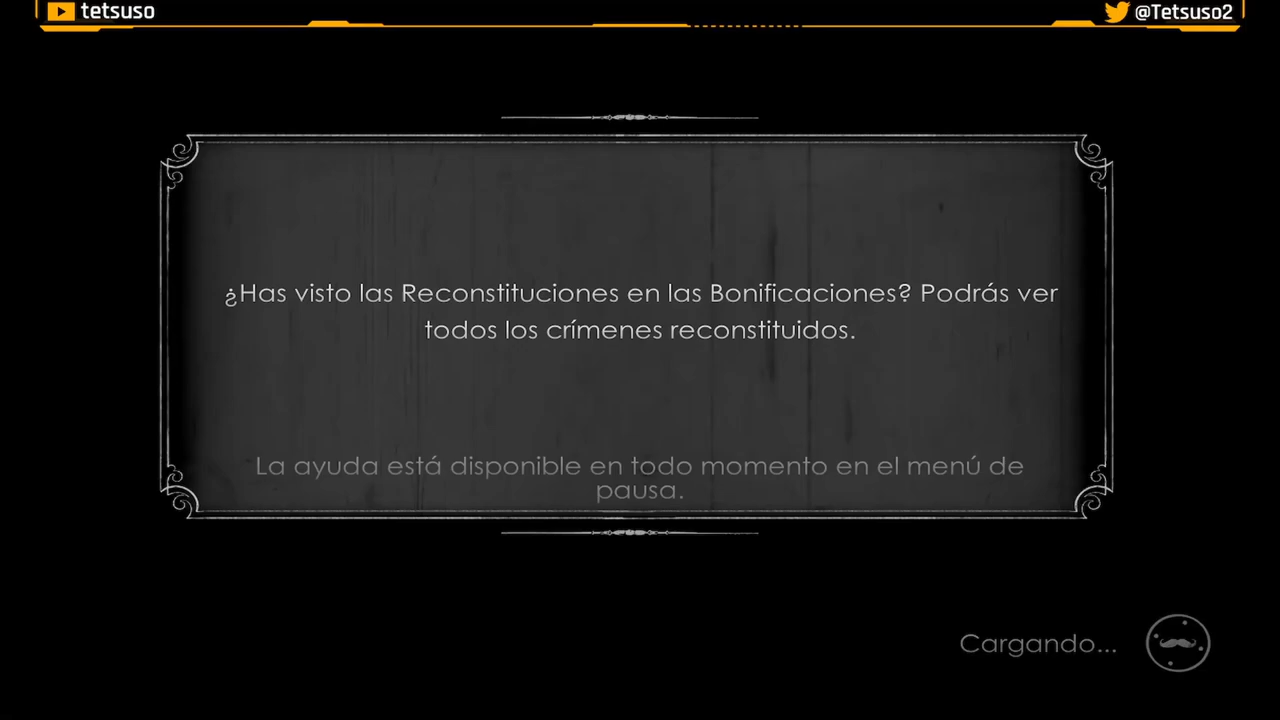 tetsuso
@Tetsuso2
¿Has visto las Reconstituciones en las Bonificaciones? Podrás ver
todos los crímenes reconstituidos.
La ayuda está disponible en todo momento en el menú de
pausa.
Cargando...